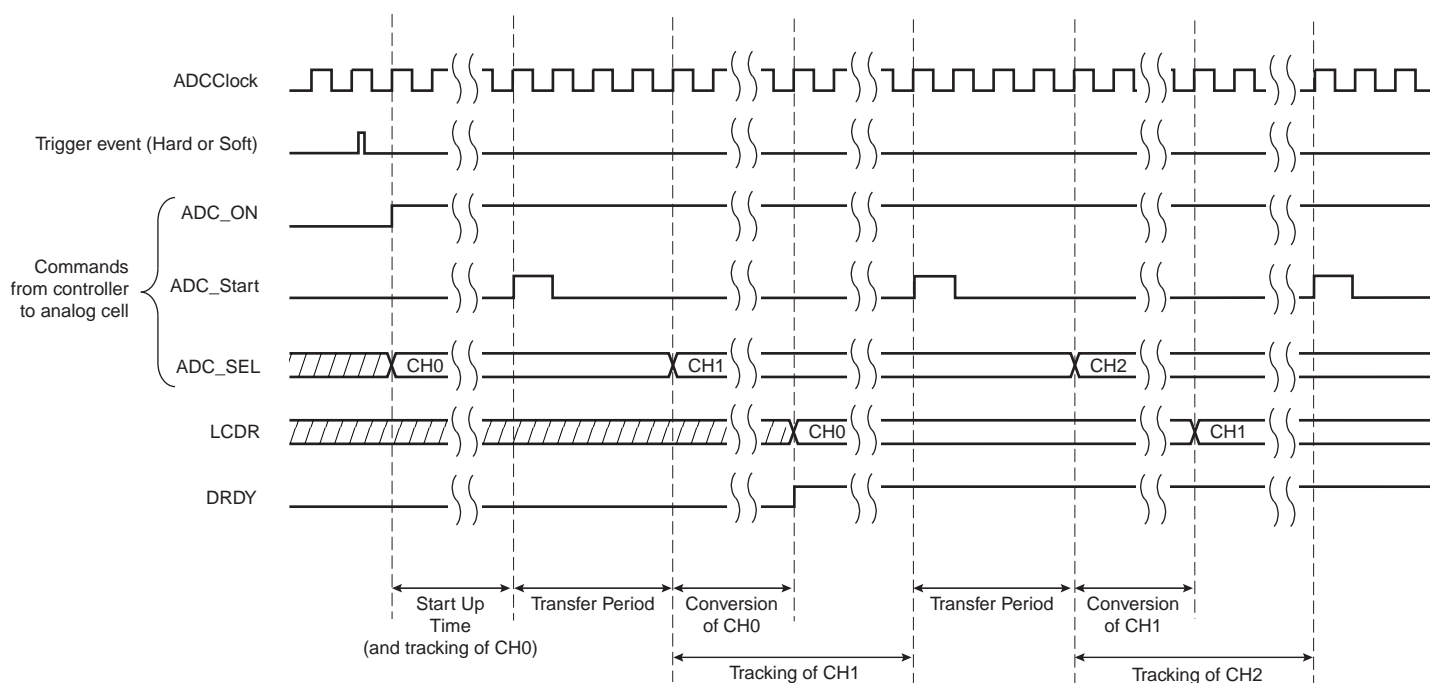 ADCClock
Trigger event (Hard or Soft)
ADC_ON
Commands
from controller
to analog cell
ADC_Start
ADC_SEL
CH0
CH1
CH2
LCDR
CH0
CH1
DRDY
Start Up
Time
(and tracking of CH0)
Transfer Period
Conversion
of CH0
Transfer Period
Conversion
of CH1
Tracking of CH1
Tracking of CH2